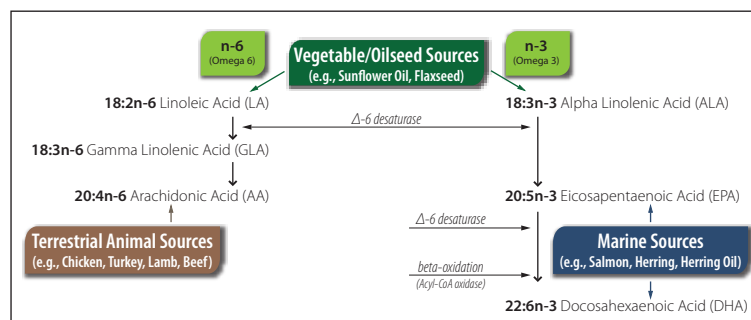 n-6
(Omega 6)
Vegetable/Oilseed Sources
(e.g., Sunflower Oil, Flaxseed)
n-3
(Omega 3)
18:2n-6 Linoleic Acid (LA)
18:3n-3 Alpha Linolenic Acid (ALA)
Δ-6 desaturase
18:3n-6 Gamma Linolenic Acid (GLA)
20:4n-6 Arachidonic Acid (AA)
20:5n-3 Eicosapentaenoic Acid (EPA)
Δ-6 desaturase
Terrestrial Animal Sources
(e.g., Chicken, Turkey, Lamb, Beef)
Marine Sources
(e.g., Salmon, Herring, Herring Oil)
beta-oxidation
(Acyl-CoA oxidase)
22:6n-3 Docosahexaenoic Acid (DHA)